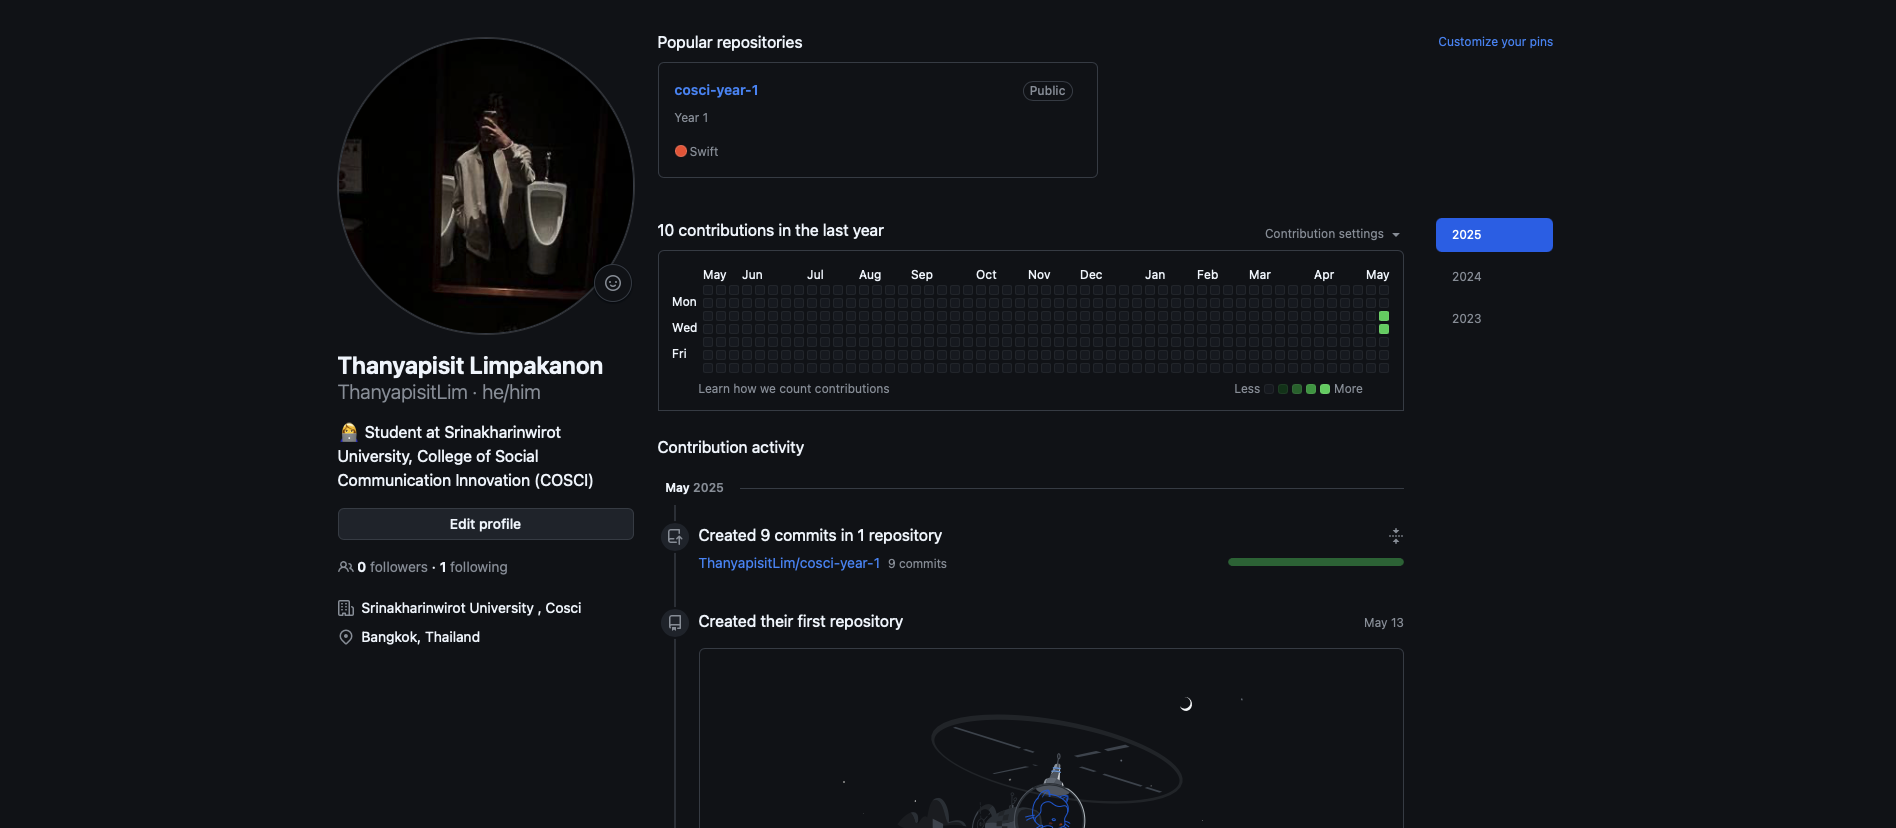 Popular repositories
Customize your pins
cosci-year-1
Public
Year 1
Swift
10 contributions in the last year
Contribution settings
2025
2024
2023
May Jun Jul Aug Sep Oct Nov Dec Jan Feb Mar Apr May
Mon
Wed
Fri
Learn how we count contributions
Less
More
Thanyapisit Limpakanon
ThanyapisitLim · he/him
Student at Srinakharinwirot
University, College of Social
Communication Innovation (COSCI)
Edit profile
0 followers · 1 following
Srinakharinwirot University , Cosci
Bangkok, Thailand
Contribution activity
May 2025
Created 9 commits in 1 repository
ThanyapisitLim/cosci-year-1 9 commits
Created their first repository
May 13